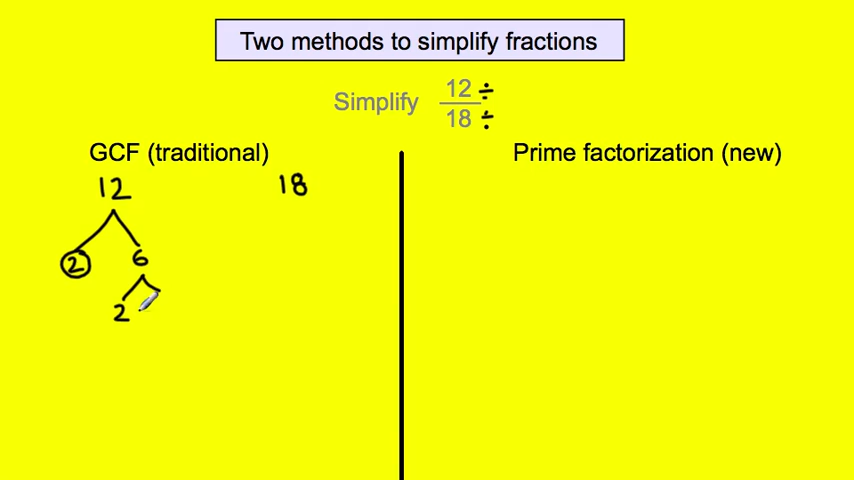 Two methods to simplify fractions
Simplify 12 ÷
18 ÷
GCF (traditional)
Prime factorization (new)
12 18
2 6
2